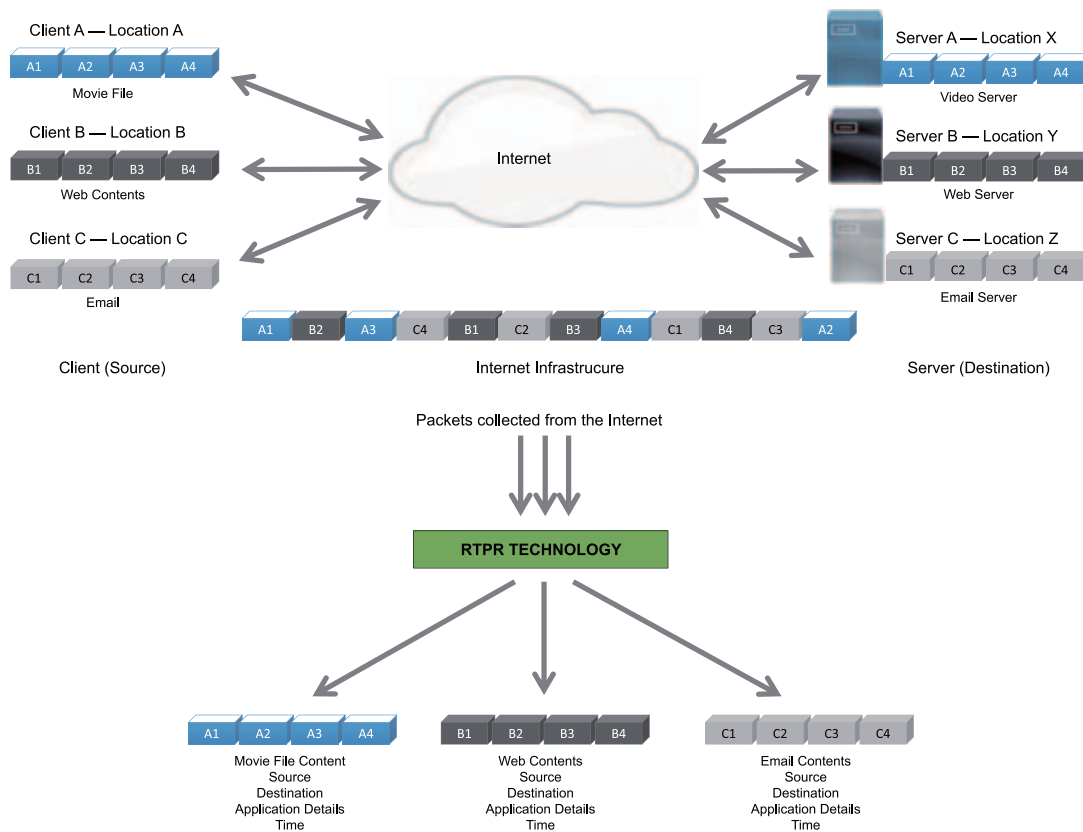 Client A — Location A
A1 A2 A3 A4
Movie File
Client B — Location B
B1 B2 B3 B4
Web Contents
Client C — Location C
C1 C2 C3 C4
Email
Internet
Server A — Location X
A1 A2 A3 A4
Video Server
Server B — Location Y
B1 B2 B3 B4
Web Server
Server C — Location Z
C1 C2 C3 C4
Email Server
A1 B2 A3 C4 B1 C2 B3 A4 C1 B4 C3 A2
Client (Source)
Internet Infrastrucure
Server (Destination)
Packets collected from the Internet
RTPR TECHNOLOGY
A1 A2 A3 A4
Movie File Content
Source
Destination
Application Details
Time
B1 B2 B3 B4
Web Contents
Source
Destination
Application Details
Time
C1 C2 C3 C4
Email Contents
Source
Destination
Application Details
Time